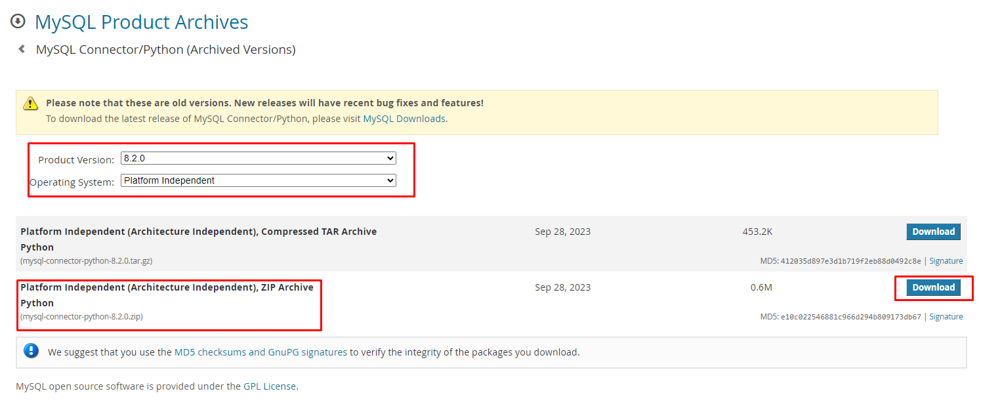 MySQL Product Archives
MySQL Connector/Python (Archived Versions)
Please note that these are old versions. New releases will have recent bug fixes and features!
To download the latest release of MySQL Connector/Python, please visit MySQL Downloads.
Product Version: 8.2.0
Operating System: Platform Independent
Platform Independent (Architecture Independent), Compressed TAR Archive Sep 28, 2023 453.2K Download
Python
(mysql-connector-python-8.2.0.tar.gz) MD5: 412035d897e3d1b719f2eb88d0492c8e | Signature
Platform Independent (Architecture Independent), ZIP Archive Sep 28, 2023 0.6M Download
Python
(mysql-connector-python-8.2.0.zip) MD5: e10c022546881c966d294b809173db67 | Signature
We suggest that you use the MD5 checksums and GnuPG signatures to verify the integrity of the packages you download.
MySQL open source software is provided under the GPL License.